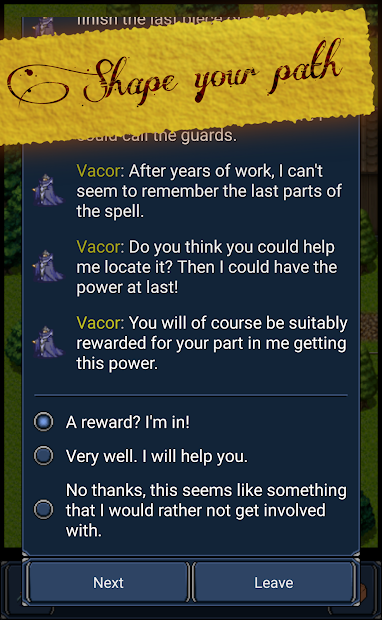 finish the last piece
Shape your path
could call the guards.
Vacor: After years of work, I can't
seem to remember the last parts of
the spell.
Vacor: Do you think you could help
me locate it? Then I could have the
power at last!
Vacor: You will of course be suitably
rewarded for your part in me getting
this power.
A reward? I'm in!
Very well. I will help you.
No thanks, this seems like something
that I would rather not get involved
with.
Next
Leave